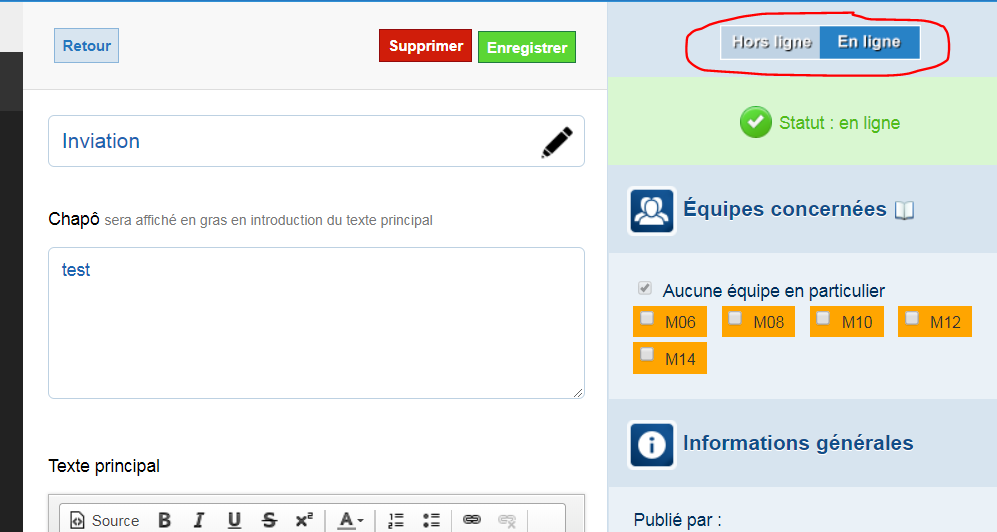 Retour
Supprimer
Enregistrer
Hors ligne
En ligne
Statut : en ligne
Inviation
Chapô sera affiché en gras en introduction du texte principal
test
Équipes concernées
Aucune équipe en particulier
M06
M08
M10
M12
M14
Informations générales
Texte principal
Source B I U S x² A
Publié par :